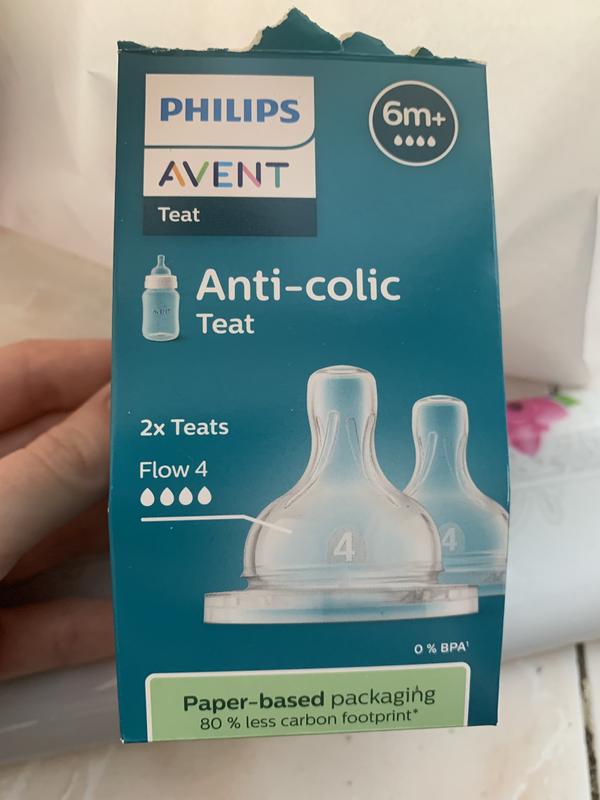 PHILIPS
AVENT
Teat
6m+
Anti-colic
Teat
2x Teats
Flow 4
4
4
0 % BPA¹
Paper-based packaging
80 % less carbon footprint*